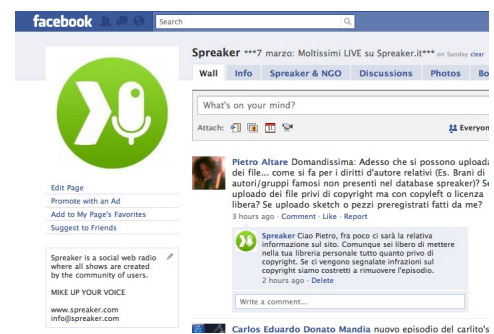 facebook
Search
Spreaker ***7 marzo: Moltissimi LIVE su Spreaker.it*** on Sunday clear
Wall Info Spreaker & NGO Discussions Photos Bo
What's on your mind?
Attach: 31 Everyon
Pietro Altare Domandissima: Adesso che si possono uploada
dei file... come si fa per i diritti d'autore relativi (Es. Brani di
autori/gruppi famosi non presenti nel database spreaker)? Se
uploado dei file privi di copyright ma con copyleft o licenza
libera? Se uploado sketch o pezzi preregistrati fatti da me?
3 hours ago · Comment · Like · Report
Spreaker Ciao Pietro, fra poco ci sarà la relativa
informazione sul sito. Comunque sei libero di mettere
nella tua libreria personale tutto quanto privo di
copyright. Se ci vengono segnalate infrazioni sul
copyright siamo costretti a rimuovere l'episodio.
2 hours ago · Delete
Write a comment...
Carlos Eduardo Donato Mandia nuovo episodio del carlito's
Edit Page
Promote with an Ad
Add to My Page's Favorites
Suggest to Friends
Spreaker is a social web radio
where all shows are created
by the community of users.
MIKE UP YOUR VOICE
www.spreaker.com
info@spreaker.com